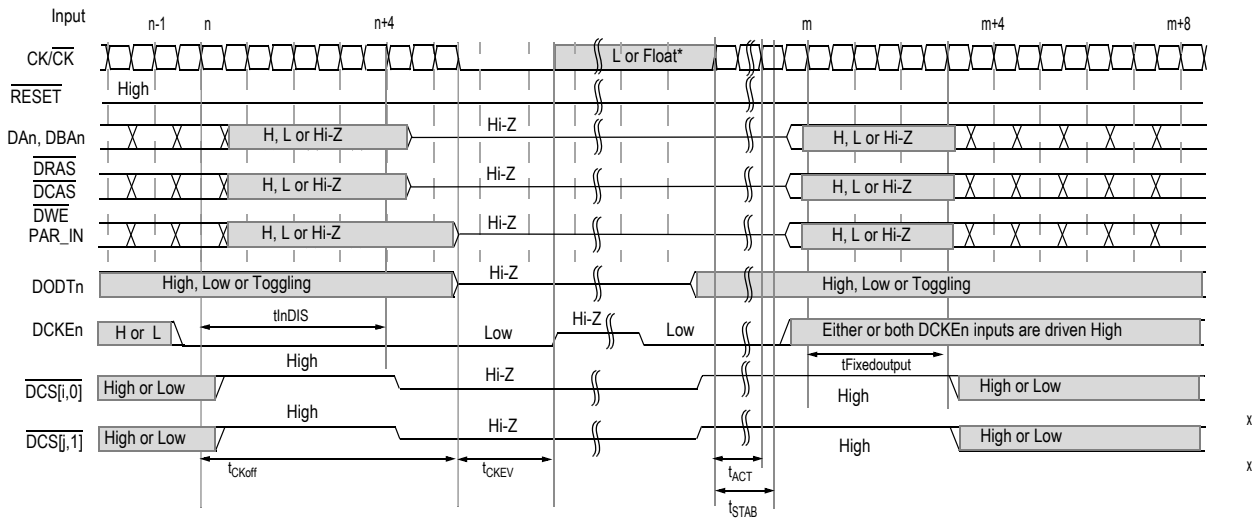 Input n-1 n n+4 m m+4 m+8
CK/CK L or Float*
RESET High
DAn, DBAn H, L or Hi-Z Hi-Z H, L or Hi-Z
DRAS
DCAS H, L or Hi-Z Hi-Z H, L or Hi-Z
DWE
PAR_IN H, L or Hi-Z Hi-Z H, L or Hi-Z
DODTn High, Low or Toggling Hi-Z High, Low or Toggling
tInDIS
DCKEn H or L Low Hi-Z Low Either or both DCKEn inputs are driven High
tFixedoutput
DCS[i,0] High or Low High Hi-Z High High or Low
x
DCS[j,1] High or Low High Hi-Z High High or Low
x
tCKoff tCKEV tACT
tSTAB